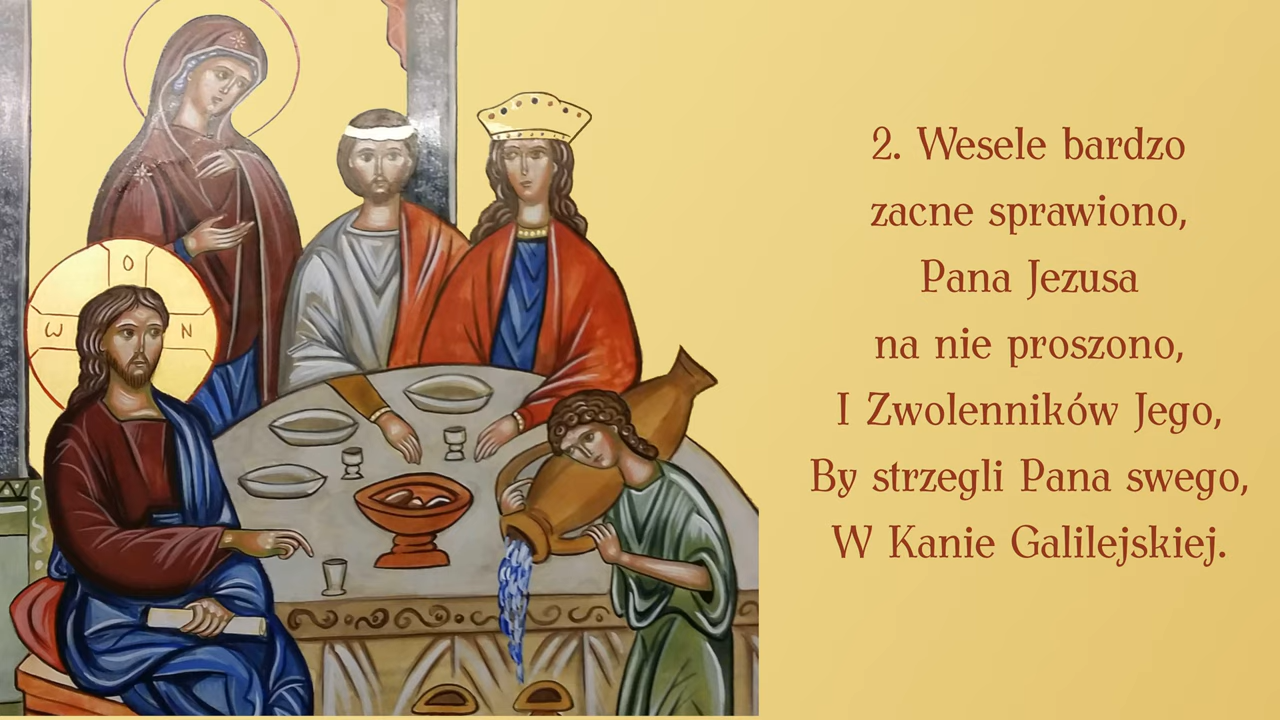 O
ω N
2. Wesele bardzo
zacne sprawiono,
Pana Jezusa
na nie proszono,
I Zwolenników Jego,
By strzegli Pana swego,
W Kanie Galilejskiej.